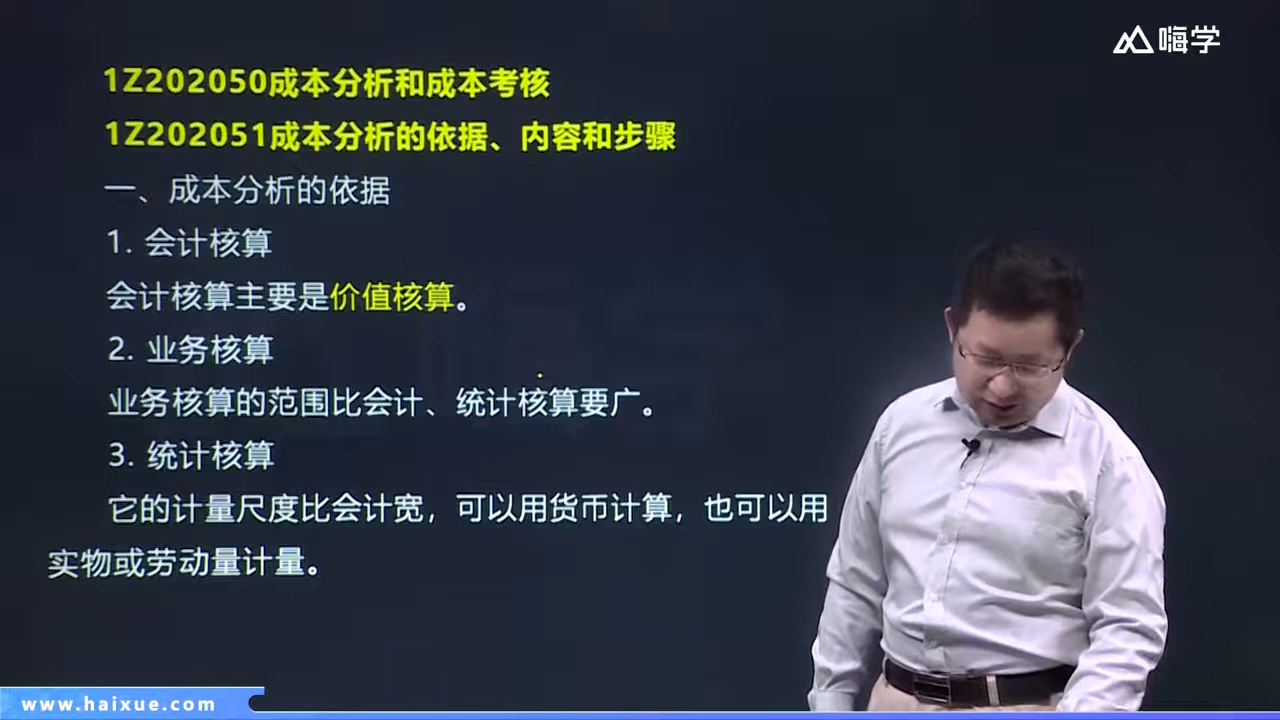 嗨学
1Z202050成本分析和成本考核
1Z202051成本分析的依据、内容和步骤
一、成本分析的依据
1. 会计核算
会计核算主要是价值核算。
2. 业务核算
业务核算的范围比会计、统计核算要广。
3. 统计核算
它的计量尺度比会计宽，可以用货币计算，也可以用
实物或劳动量计量。
www.haixue.com